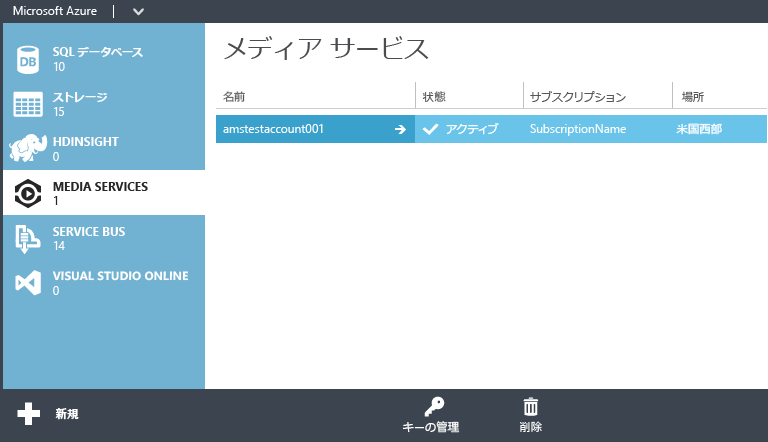 Microsoft Azure
SQL データベース
10
ストレージ
15
HDINSIGHT
0
MEDIA SERVICES
1
SERVICE BUS
14
VISUAL STUDIO ONLINE
0
メディア サービス
名前 状態 サブスクリプション 場所
amstestaccount001 アクティブ SubscriptionName 米国西部
新規 キーの管理 削除
DB